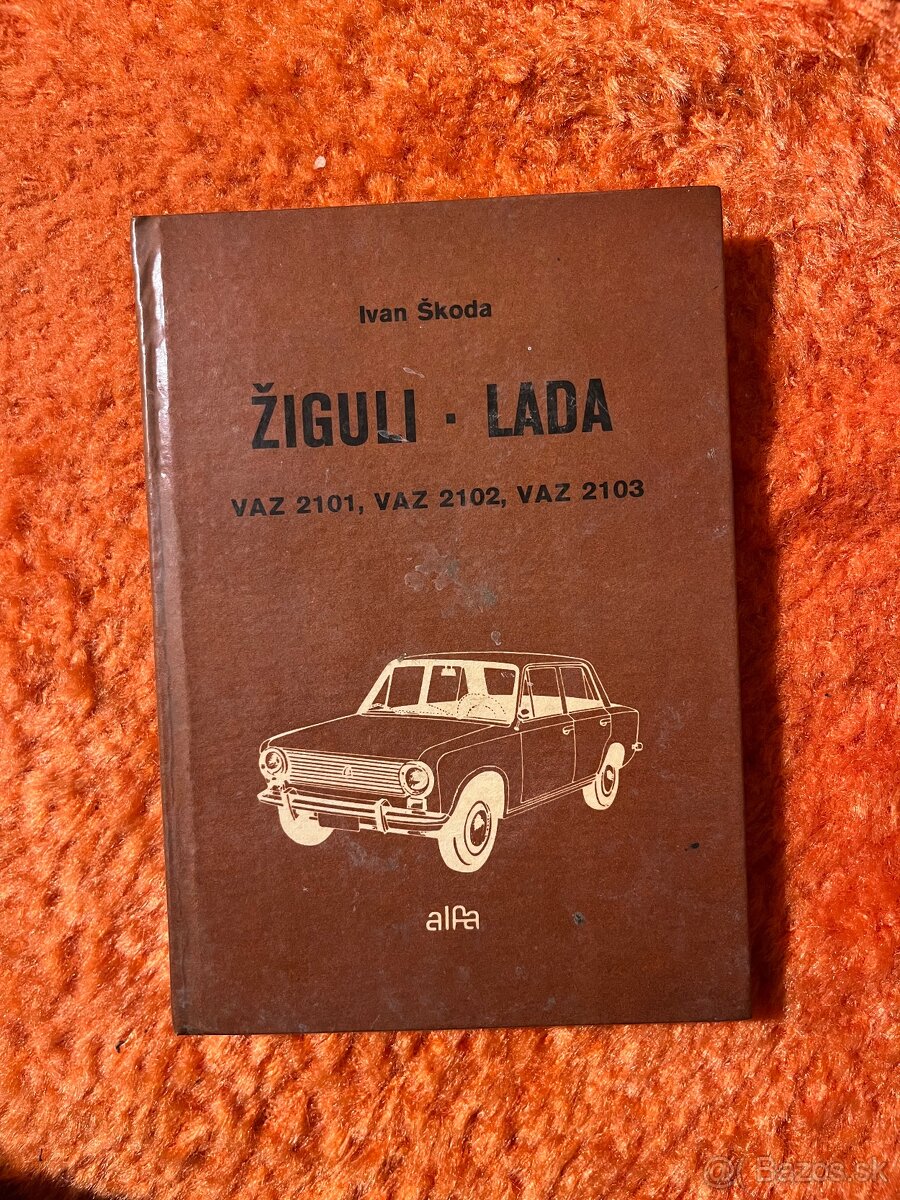 Ivan Škoda
ŽIGULI · LADA
VAZ 2101, VAZ 2102, VAZ 2103
alfa
Bazos.sk